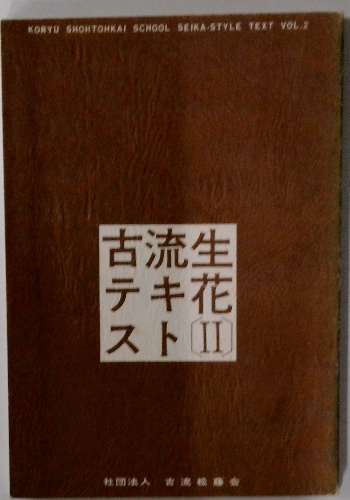 KORYU SHOHTOHKAI SCHOOL SEIKA-STYLE TEXT VOL.2
古流生
テキ花
スト〔II〕
社団法人 古流松藤会